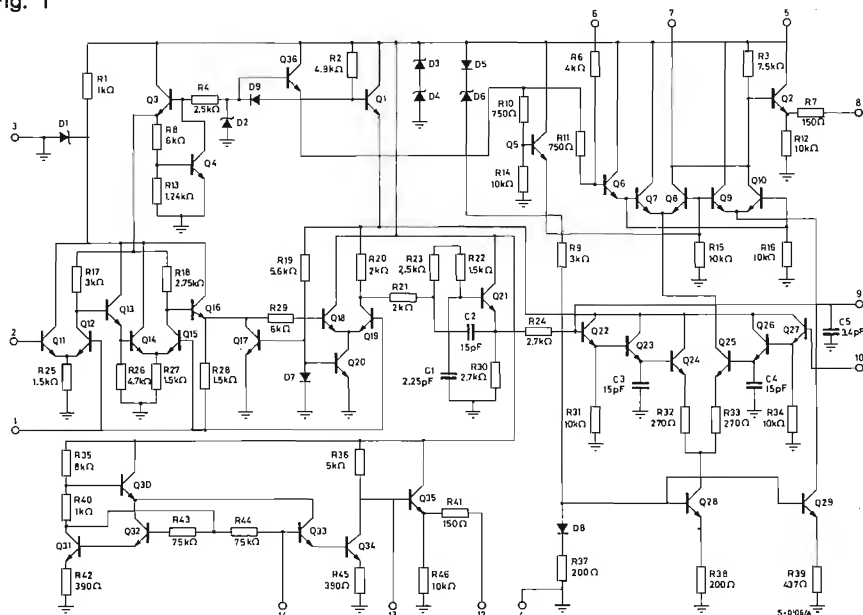 Fig. 1
6 7 5
R1 1kΩ
Q3
R4 2,5kΩ
D9
Q36
R2 4.9kΩ
Q1
D3
D5
R6 4kΩ
R3 7.5kΩ
Q2
8
R7 150Ω
3
D1
R8 6kΩ
D2
Q4
D4
D6
R10 750Ω
Q5
R11 750Ω
R12 10kΩ
R13 1,24kΩ
R14 10kΩ
Q6
Q7
Q8
Q9
Q10
R17 3kΩ
R18 2.75kΩ
R19 5.6kΩ
R20 2kΩ
R23 2,5kΩ
R22 1,5kΩ
R9 3kΩ
R15 10kΩ
R16 10kΩ
Q13
Q16
R29 6kΩ
R21 2kΩ
Q21
9
2
Q11
Q12
Q14
Q15
Q17
Q18
Q19
C2 15pF
R24 2.7kΩ
Q22
Q23
Q24
Q25
Q26
Q27
C5 3,4pF
10
R25 1.5kΩ
R26 4.7kΩ
R27 1.5kΩ
R28 1,5kΩ
D7
Q20
C1 2,25pF
R30 2.7kΩ
C3 15pF
C4 15pF
1
R31 10kΩ
R32 270Ω
R33 270Ω
R34 10kΩ
R35 8kΩ
Q30
R36 5kΩ
Q35
R41 150Ω
Q28
Q29
R40 1kΩ
Q31
Q32
R43 75kΩ
R44 75kΩ
Q33
Q34
D8
R42 390Ω
R45 390Ω
R46 10kΩ
R37 200Ω
R38 200Ω
R39 437Ω
13 12